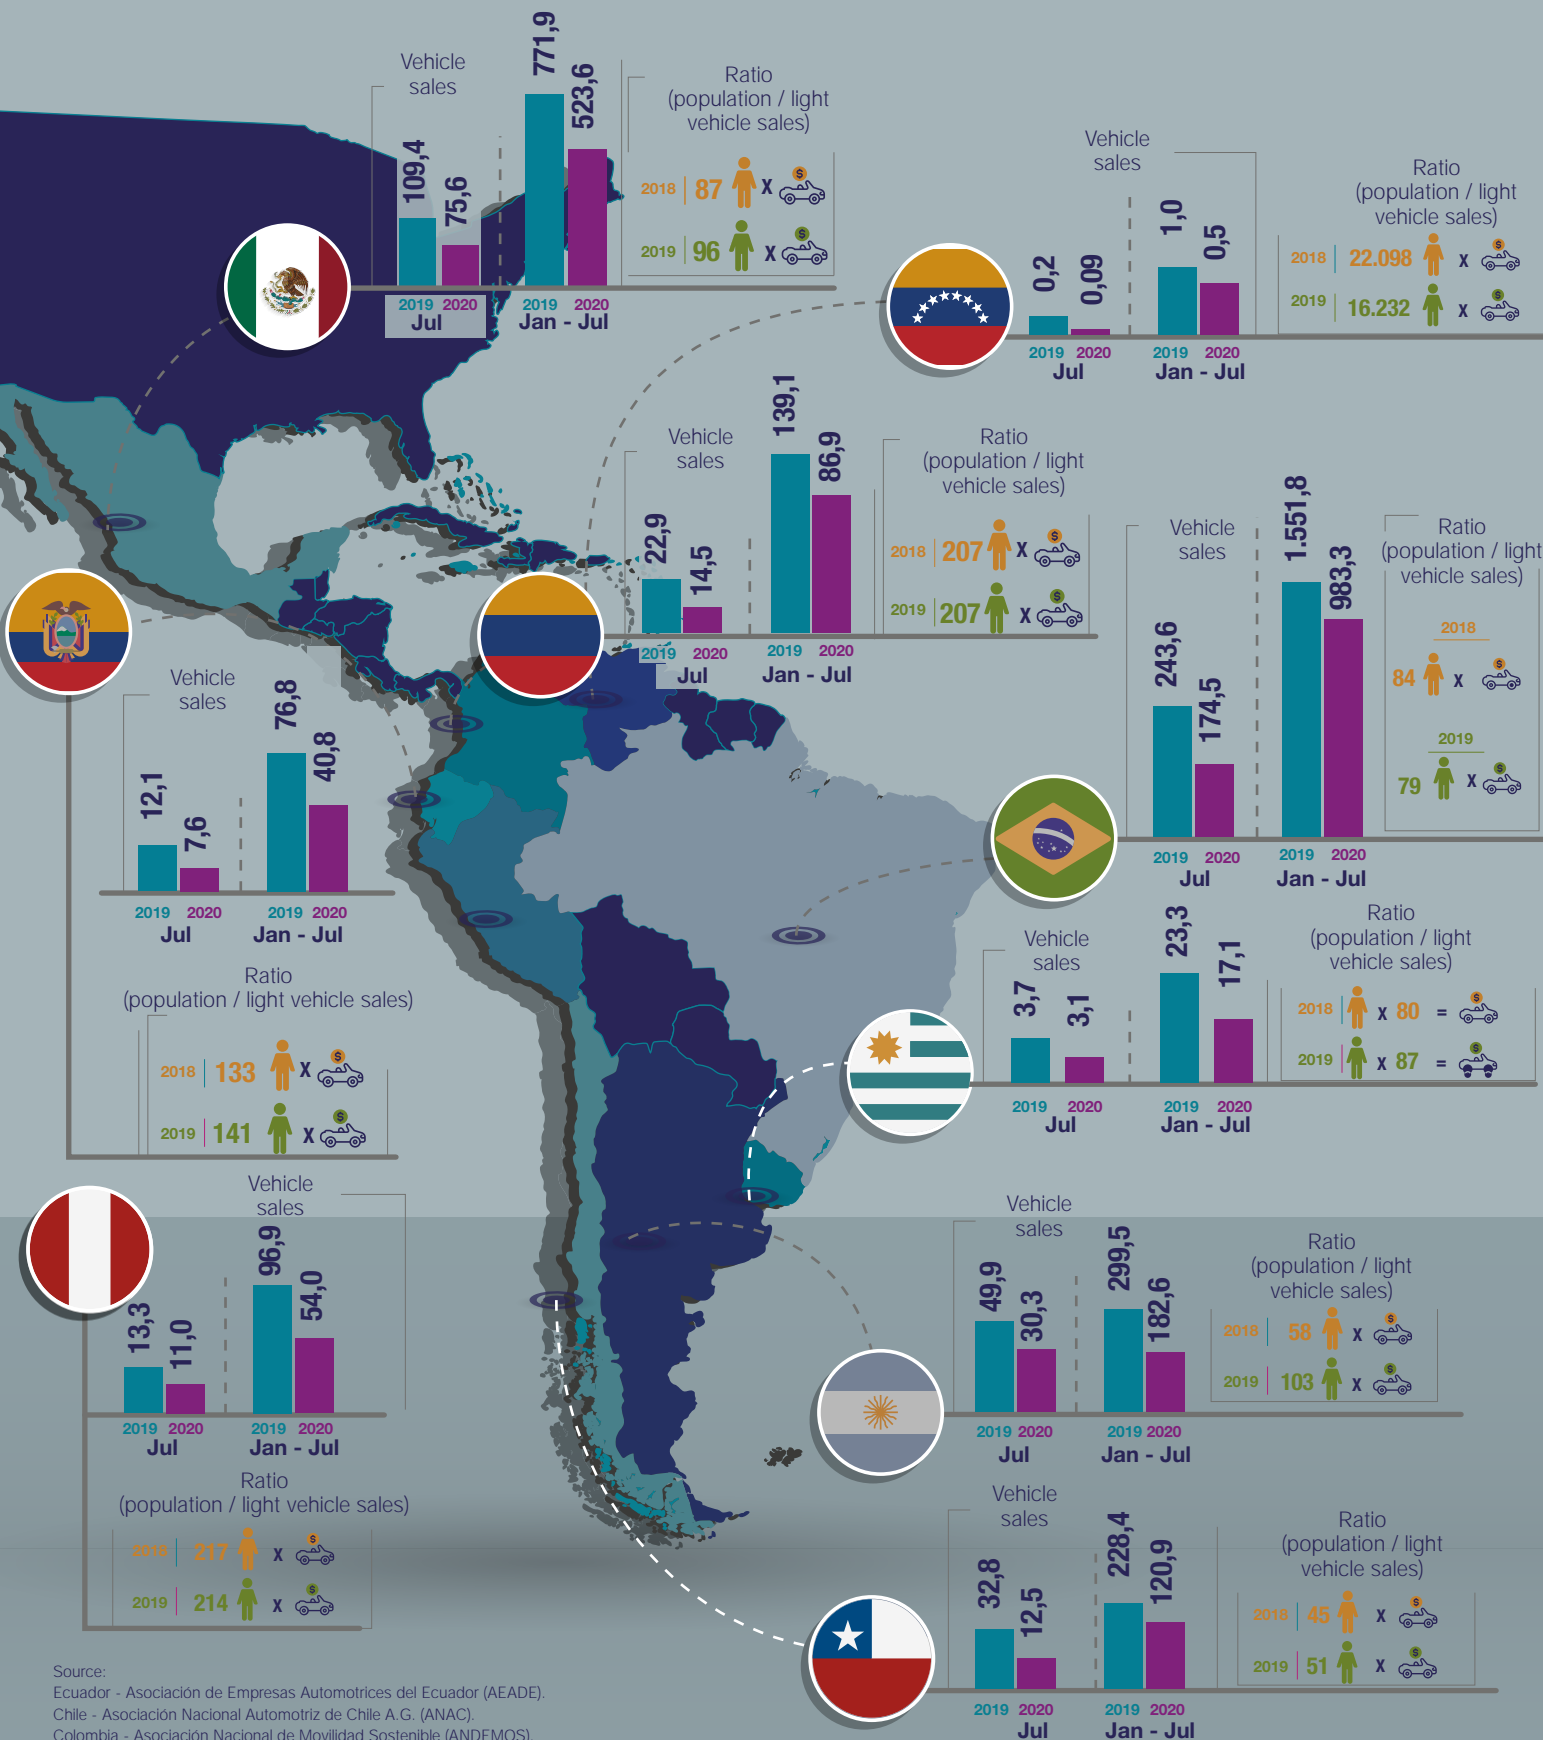 Vehicle
sales
109,4
75,6
771,9
523,6
2019 2020
Jul
2019 2020
Jan - Jul
Ratio
(population / light
vehicle sales)
2018 87 X $
2019 96 X $
Vehicle
sales
0,2
0,09
1,0
0,5
2019 2020
Jul
2019 2020
Jan - Jul
Ratio
(population / light
vehicle sales)
2018 22.098 X $
2019 16.232 X $
Vehicle
sales
22,9
14,5
139,1
86,9
2019 2020
Jul
2019 2020
Jan - Jul
Ratio
(population / light
vehicle sales)
2018 207 X $
2019 207 X $
Vehicle
sales
243,6
174,5
1.551,8
983,3
2019 2020
Jul
2019 2020
Jan - Jul
Ratio
(population / light
vehicle sales)
2018
84 X $
2019
79 X $
Vehicle
sales
12,1
7,6
76,8
40,8
2019 2020
Jul
2019 2020
Jan - Jul
Ratio
(population / light vehicle sales)
2018 133 X $
2019 141 X $
Vehicle
sales
3,7
3,1
23,3
17,1
2019 2020
Jul
2019 2020
Jan - Jul
Ratio
(population / light
vehicle sales)
2018 X 80 = $
2019 X 87 = $
Vehicle
sales
13,3
11,0
96,9
54,0
2019 2020
Jul
2019 2020
Jan - Jul
Ratio
(population / light vehicle sales)
2018 217 X $
2019 214 X $
Vehicle
sales
49,9
30,3
299,5
182,6
2019 2020
Jul
2019 2020
Jan - Jul
Ratio
(population / light
vehicle sales)
2018 58 X $
2019 103 X $
Vehicle
sales
32,8
12,5
228,4
120,9
2019 2020
Jul
2019 2020
Jan - Jul
Ratio
(population / light
vehicle sales)
2018 45 X $
2019 51 X $
Source:
Ecuador - Asociación de Empresas Automotrices del Ecuador (AEADE).
Chile - Asociación Nacional Automotriz de Chile A.G. (ANAC).
Colombia - Asociación Nacional de Movilidad Sostenible (ANDEMOS).